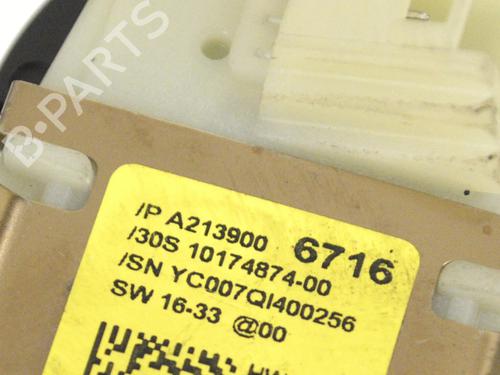 B-PARTS
/P A213900 6716
/30S 10174874-00
/SN YC007QI400256
SW 16-33 @00